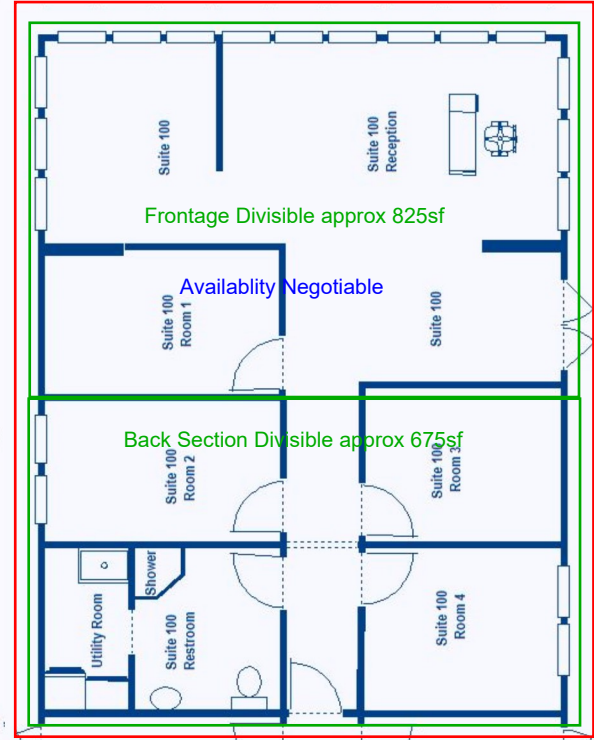 Suite 100
Suite 100
Reception
Frontage Divisible approx 825sf
Availablity Negotiable
Suite 100
Room 1
Suite 100
Back Section Divisible approx 675sf
Suite 100
Room 2
Suite 100
Room 3
Shower
Utility Room
Suite 100
Restroom
Suite 100
Room 4